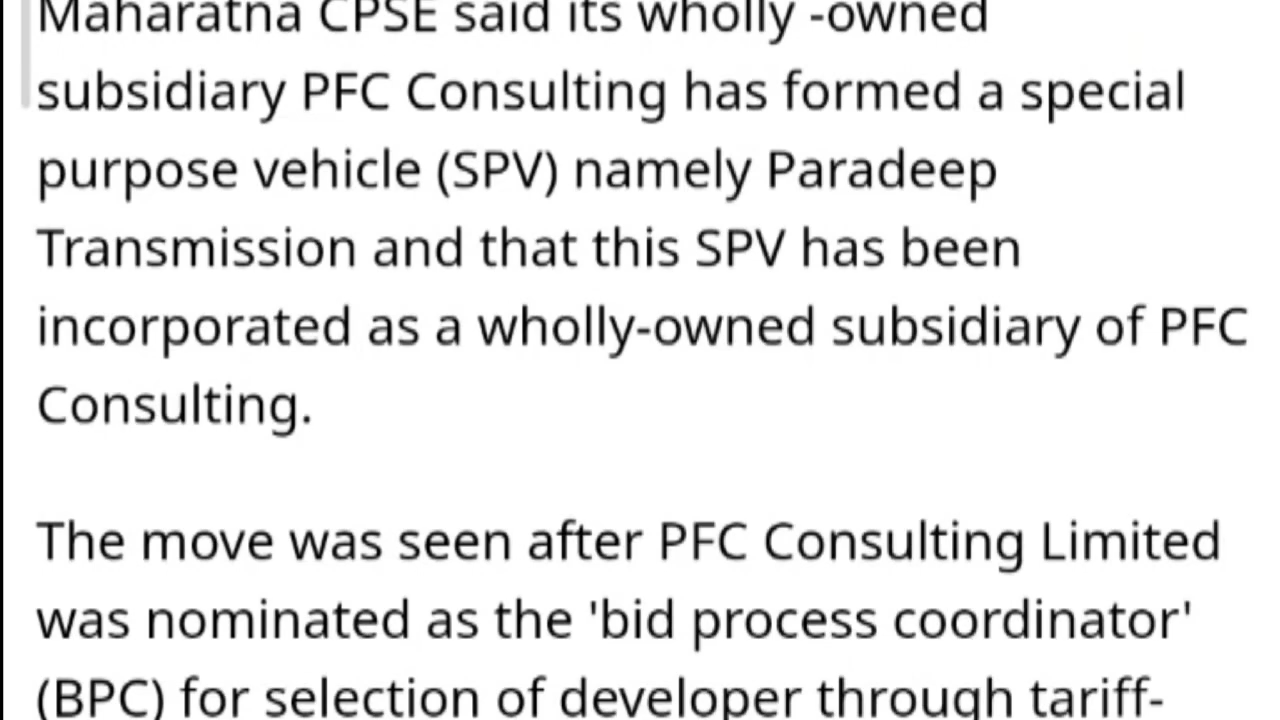 Maharatna CPSE said its wholly -owned
subsidiary PFC Consulting has formed a special
purpose vehicle (SPV) namely Paradeep
Transmission and that this SPV has been
incorporated as a wholly-owned subsidiary of PFC
Consulting.
The move was seen after PFC Consulting Limited
was nominated as the 'bid process coordinator'
(BPC) for selection of developer through tariff-